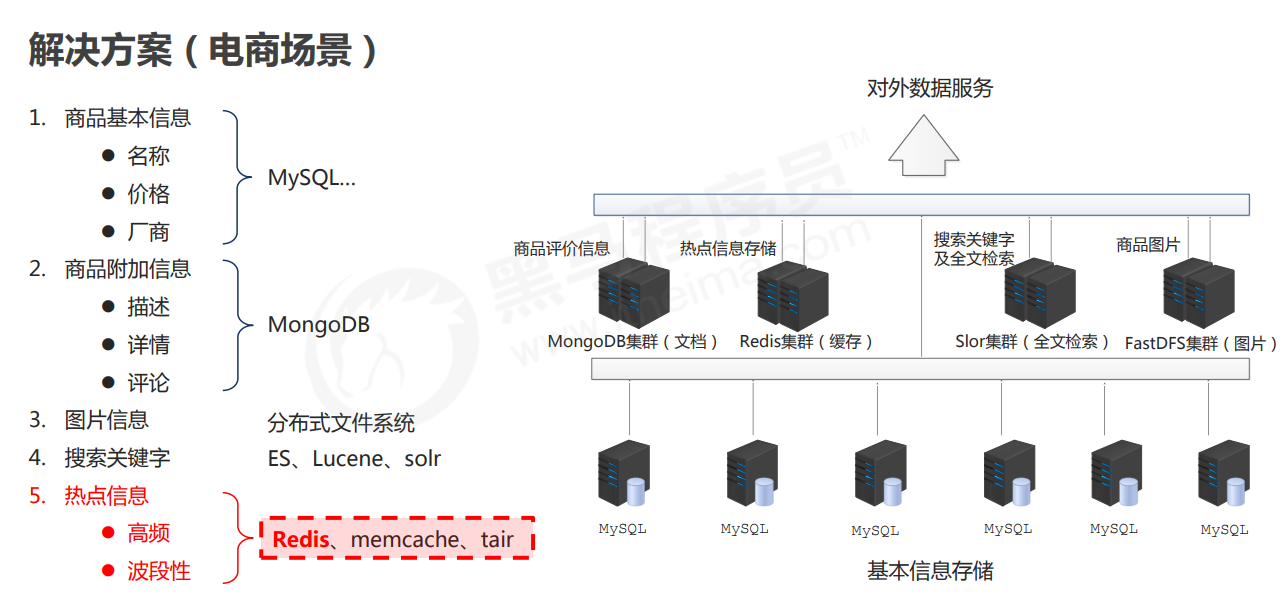 解决方案（电商场景）
1. 商品基本信息
● 名称
● 价格
● 厂商
MySQL...
2. 商品附加信息
● 描述
● 详情
● 评论
MongoDB
3. 图片信息
分布式文件系统
4. 搜索关键字
ES、Lucene、solr
5. 热点信息
● 高频
● 波段性
Redis、memcache、tair
对外数据服务
商品评价信息
热点信息存储
搜索关键字
及全文检索
商品图片
MongoDB集群（文档）
Redis集群（缓存）
Slor集群（全文检索）
FastDFS集群（图片）
MySQL
MySQL
MySQL
MySQL
MySQL
MySQL
基本信息存储
黑马程序员™